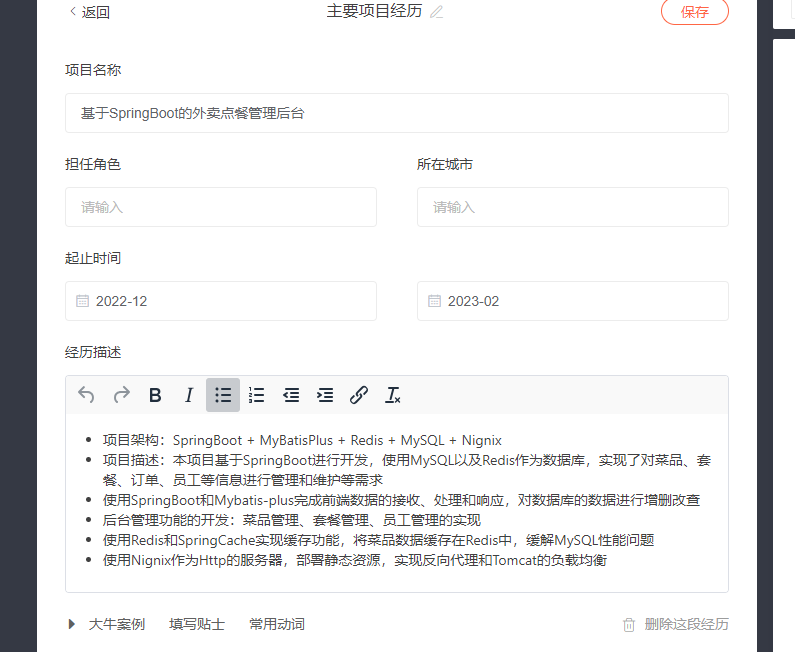 返回
主要项目经历
保存
项目名称
基于SpringBoot的外卖点餐管理后台
担任角色
所在城市
请输入
请输入
起止时间
2022-12
2023-02
经历描述
B I
项目架构：SpringBoot + MyBatisPlus + Redis + MySQL + Nignix
项目描述：本项目基于SpringBoot进行开发，使用MySQL以及Redis作为数据库，实现了对菜品、套
餐、订单、员工等信息进行管理和维护等需求
使用SpringBoot和Mybatis-plus完成前端数据的接收、处理和响应，对数据库的数据进行增删改查
后台管理功能的开发：菜品管理、套餐管理、员工管理的实现
使用Redis和SpringCache实现缓存功能，将菜品数据缓存在Redis中，缓解MySQL性能问题
使用Nignix作为Http的服务器，部署静态资源，实现反向代理和Tomcat的负载均衡
大牛案例 填写贴士 常用动词
删除这段经历